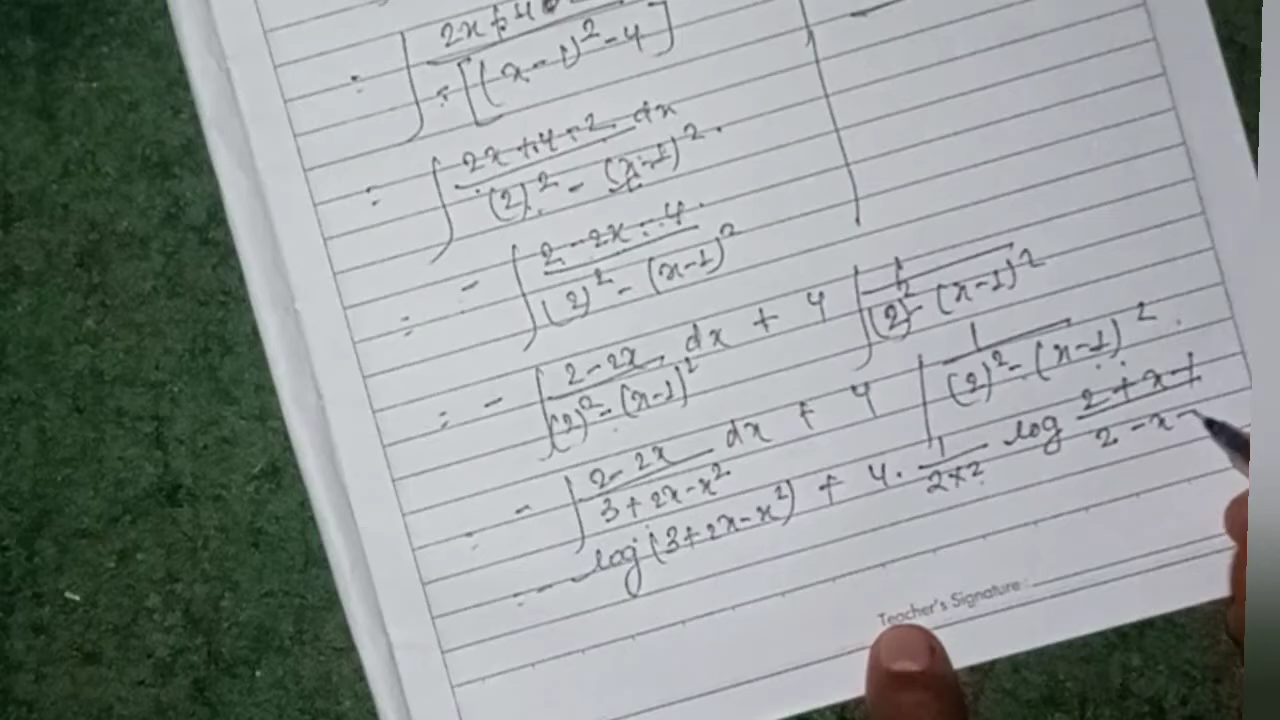 = ∫ 2x+4 / -[(x-1)² - 4]
= ∫ 2x+4-2 dx / (2)² - (x-1)²
= - ∫ 2-2x-4 / (2)² - (x-1)²
= - ∫ 2-2x / (2)² - (x-1)² dx + 4 ∫ 1 / (2)² - (x-1)²
= - ∫ 2-2x / 3+2x-x² dx + 4 ∫ 1 / (2)² - (x-1)²
= - log(3+2x-x²) + 4 . 1 / 2×2 log 2+x-1 / 2-x
Teacher's Signature :